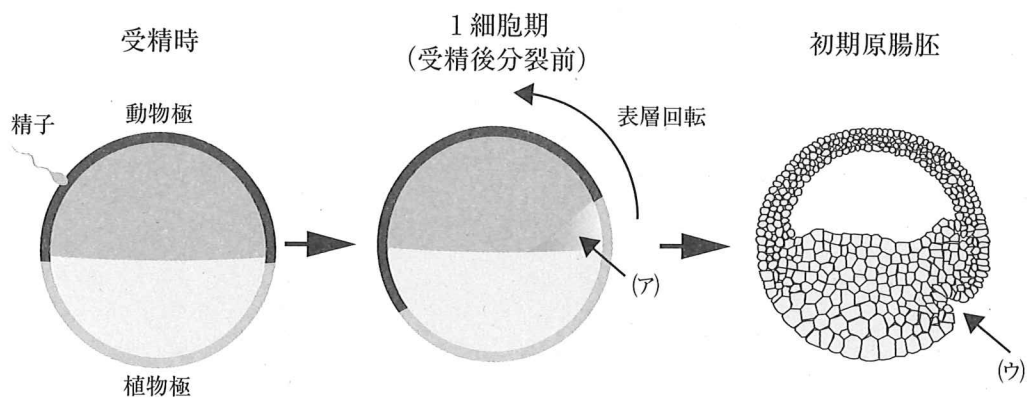 受精時
精子
動物極
植物極
1細胞期
(受精後分裂前)
表層回転
(ア)
初期原腸胚
(ウ)